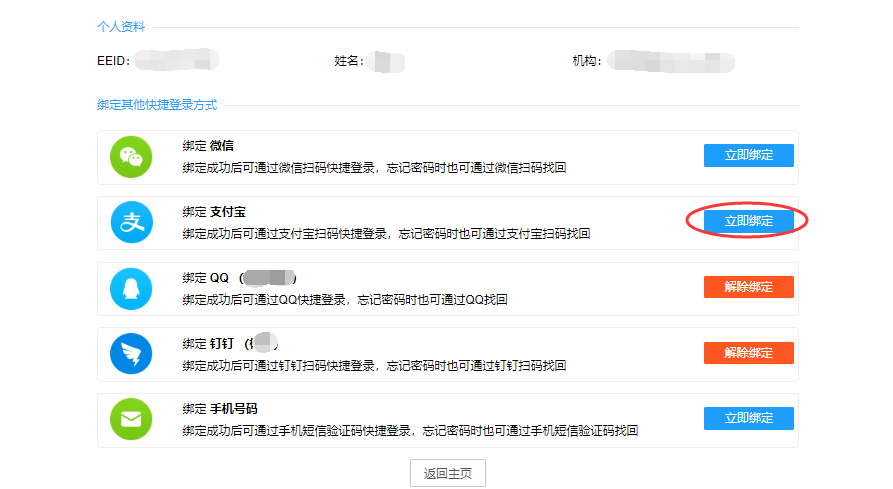 个人资料
EEID: 姓名: 机构:
绑定其他快捷登录方式
绑定 微信
绑定成功后可通过微信扫码快捷登录，忘记密码时也可通过微信扫码找回
立即绑定
绑定 支付宝
绑定成功后可通过支付宝扫码快捷登录，忘记密码时也可通过支付宝扫码找回
立即绑定
绑定 QQ ( )
绑定成功后可通过QQ快捷登录，忘记密码时也可通过QQ找回
解除绑定
绑定 钉钉 ( )
绑定成功后可通过钉钉扫码快捷登录，忘记密码时也可通过钉钉扫码找回
解除绑定
绑定 手机号码
绑定成功后可通过手机短信验证码快捷登录，忘记密码时也可通过手机短信验证码找回
立即绑定
返回主页